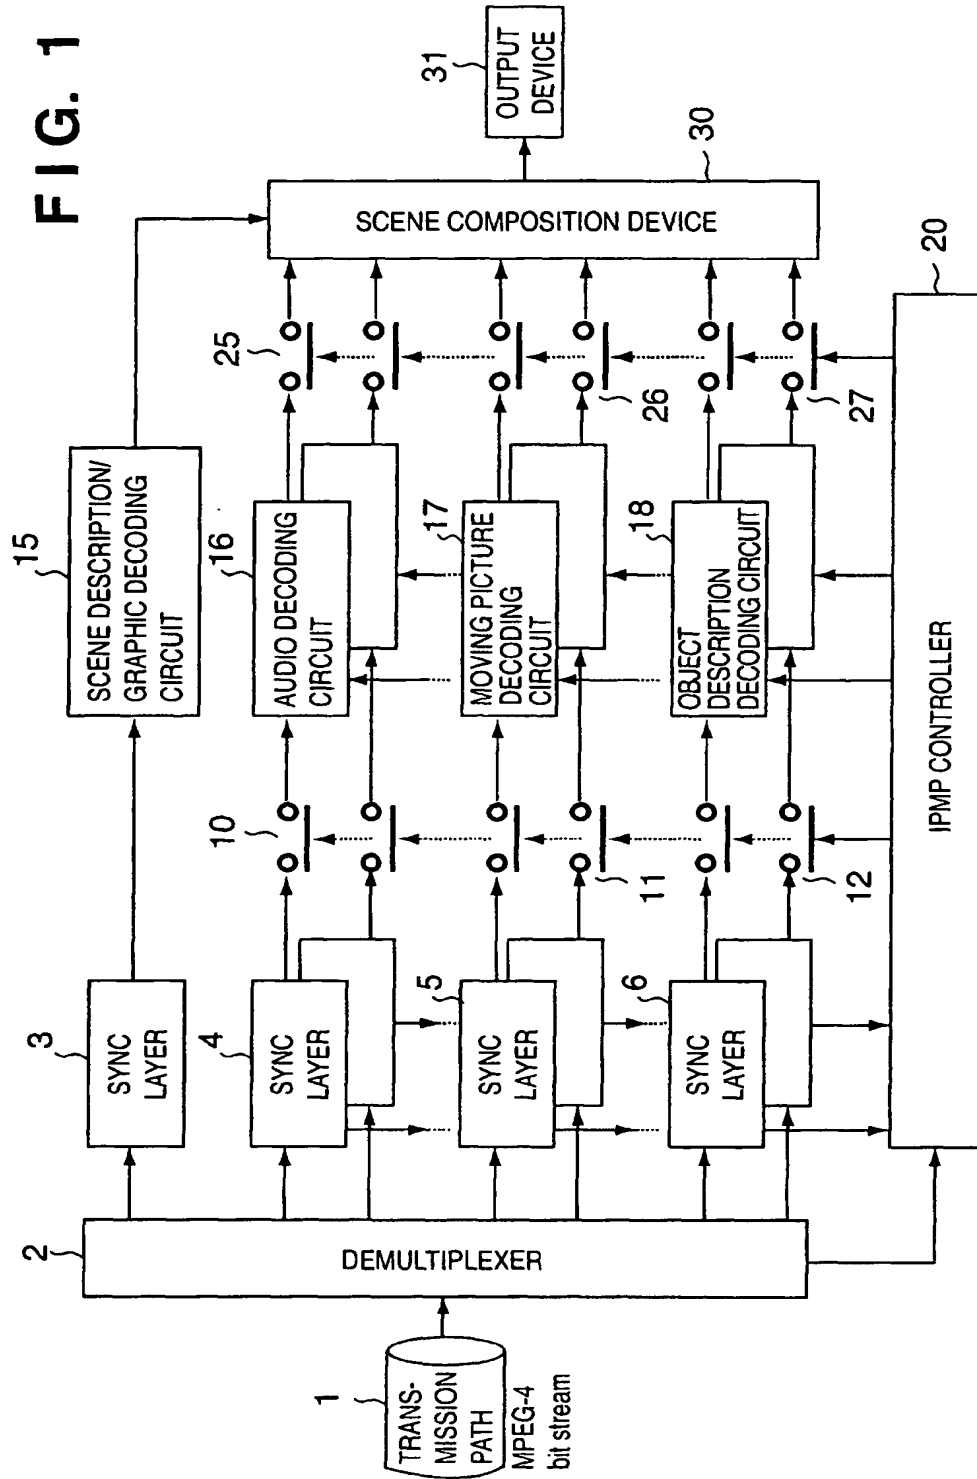 FIG. 1
1
TRANS-
MISSION
PATH
MPEG-4
bit stream
2
DEMULTIPLEXER
3
SYNC
LAYER
4
SYNC
LAYER
5
SYNC
LAYER
6
SYNC
LAYER
10
11
12
15
SCENE DESCRIPTION/
GRAPHIC DECODING
CIRCUIT
16
AUDIO DECODING
CIRCUIT
17
MOVING PICTURE
DECODING
CIRCUIT
18
OBJECT
DESCRIPTION
DECODING CIRCUIT
25
26
27
20
IPMP CONTROLLER
30
SCENE COMPOSITION DEVICE
31
OUTPUT
DEVICE